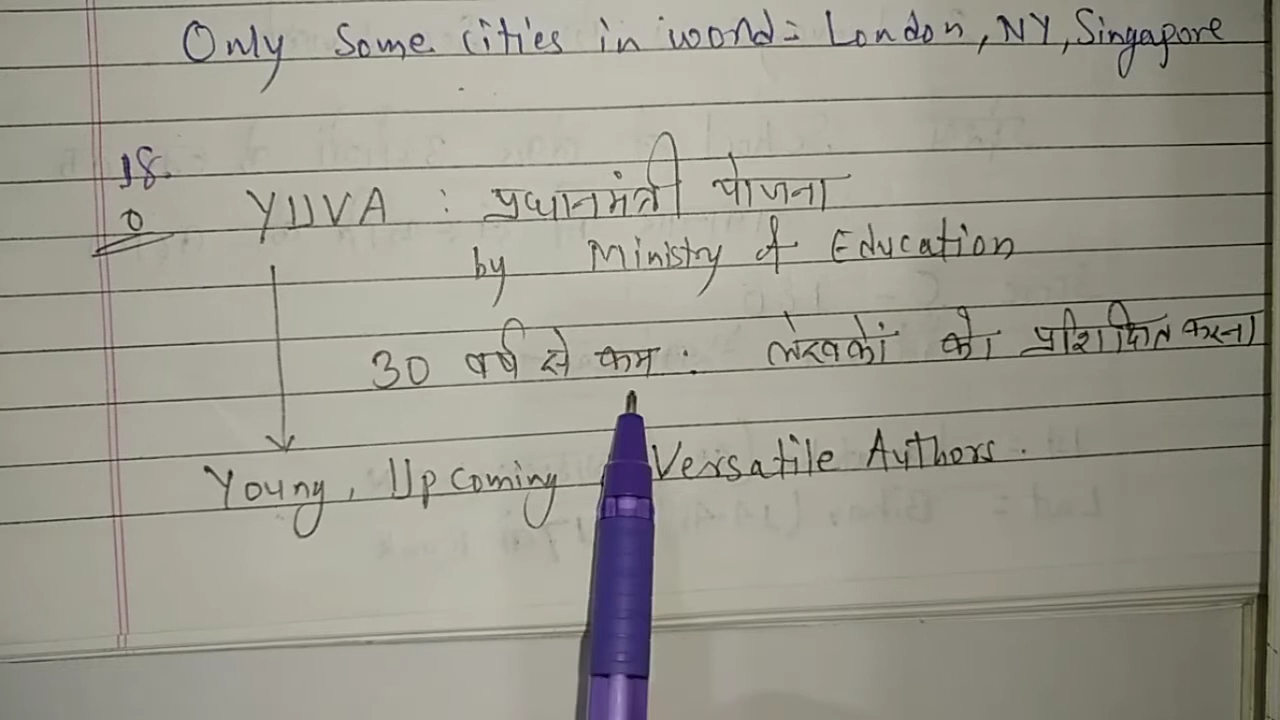 Only Some cities in world = London, NY, Singapore
18.
YUVA : प्रधानमंत्री योजना
by Ministry of Education
30 वर्ष से कम : लेखकों को प्रशिक्षित करना
Young, Upcoming Versatile Authors.